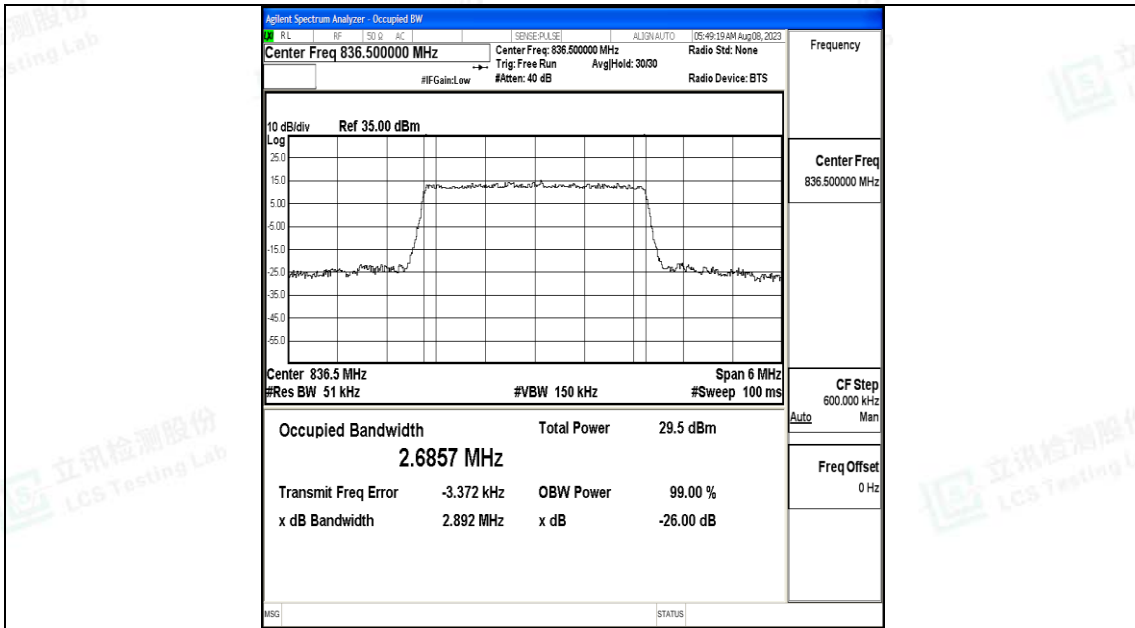 Agilent Spectrum Analyzer - Occupied BW
RL RF 50 Ω AC SENSE:PULSE ALIGN AUTO 05:49:19 AM Aug 08, 2023
Center Freq 836.500000 MHz
Center Freq: 836.500000 MHz Radio Std: None
Trig: Free Run Avg|Hold: 30/30
#IFGain:Low #Atten: 40 dB Radio Device: BTS
10 dB/div Ref 35.00 dBm
Log
25.0
15.0
5.00
-5.00
-15.0
-25.0
-35.0
-45.0
-55.0
Center 836.5 MHz Span 6 MHz
#Res BW 51 kHz #VBW 150 kHz #Sweep 100 ms
Occupied Bandwidth Total Power 29.5 dBm
2.6857 MHz
Transmit Freq Error -3.372 kHz OBW Power 99.00 %
x dB Bandwidth 2.892 MHz x dB -26.00 dB
MSG STATUS
Frequency
Center Freq
836.500000 MHz
CF Step
600.000 kHz
Auto Man
Freq Offset
0 Hz
立讯检测股份
LCS Testing Lab
立讯检测股份
LCS Testing L
测股份
sting Lab
立